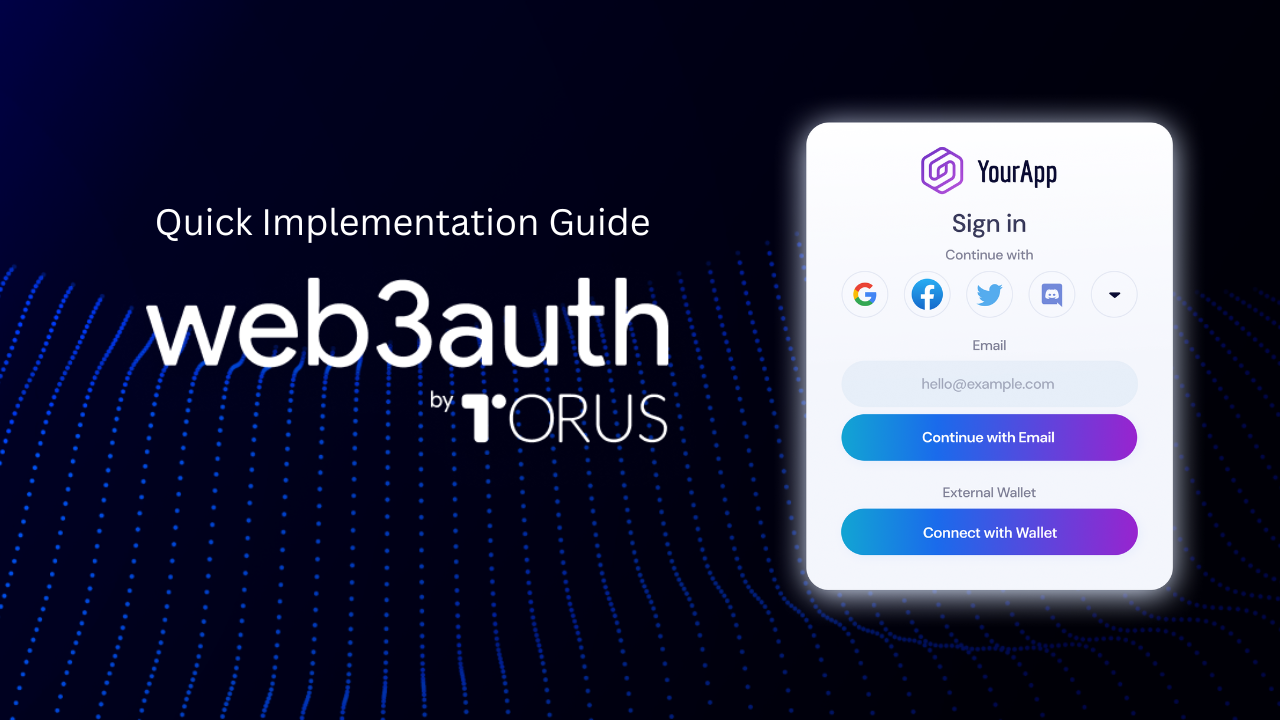 Quick Implementation Guide
web3auth
by TORUS
YourApp
Sign in
Continue with
Email
hello@example.com
Continue with Email
External Wallet
Connect with Wallet